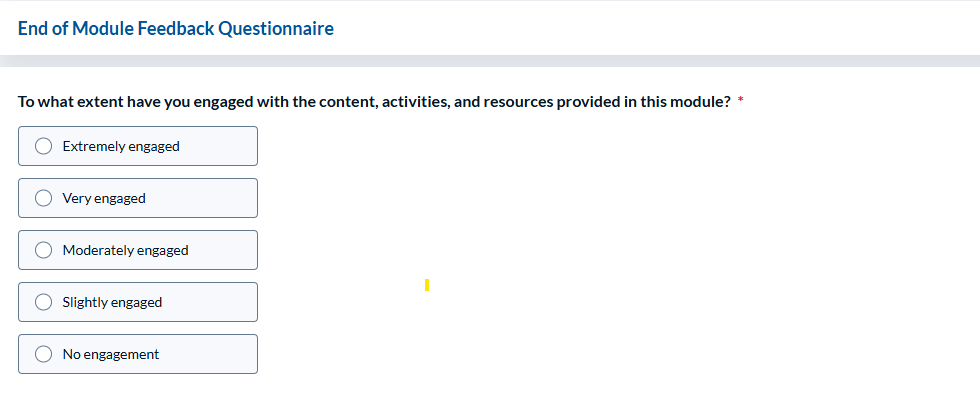 End of Module Feedback Questionnaire
To what extent have you engaged with the content, activities, and resources provided in this module? *
Extremely engaged
Very engaged
Moderately engaged
Slightly engaged
No engagement